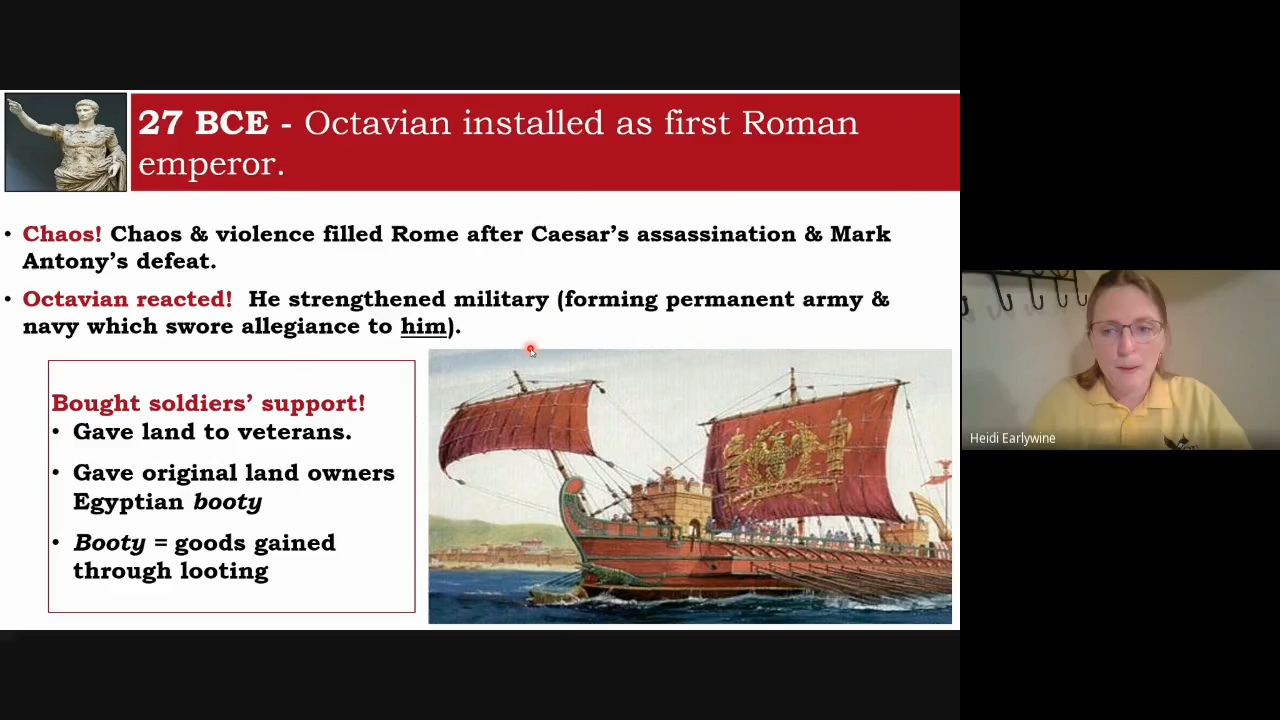 27 BCE - Octavian installed as first Roman
emperor.
• Chaos! Chaos & violence filled Rome after Caesar’s assassination & Mark
Antony’s defeat.
• Octavian reacted!  He strengthened military (forming permanent army &
navy which swore allegiance to him).
Bought soldiers’ support!
• Gave land to veterans.
• Gave original land owners
Egyptian booty
• Booty = goods gained
through looting
Heidi Earlywine